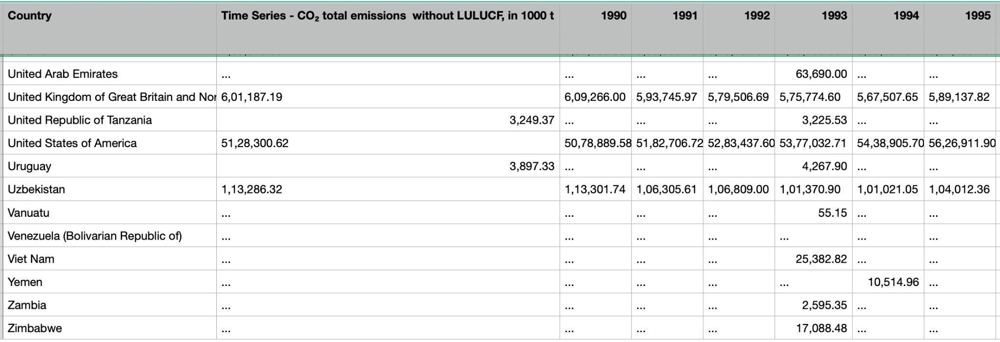 Country Time Series - CO₂ total emissions without LULUCF, in 1000 t 1990 1991 1992 1993 1994 1995
United Arab Emirates ... ... ... ... 63,690.00 ... ...
United Kingdom of Great Britain and Nor 6,01,187.19 6,09,266.00 5,93,745.97 5,79,506.69 5,75,774.60 5,67,507.65 5,89,137.82
United Republic of Tanzania 3,249.37 ... ... ... 3,225.53 ... ...
United States of America 51,28,300.62 50,78,889.58 51,82,706.72 52,83,437.60 53,77,032.71 54,38,905.70 56,26,911.90
Uruguay 3,897.33 ... ... ... 4,267.90 ... ...
Uzbekistan 1,13,286.32 1,13,301.74 1,06,305.61 1,06,809.00 1,01,370.90 1,01,021.05 1,04,012.36
Vanuatu ... ... ... ... 55.15 ... ...
Venezuela (Bolivarian Republic of) ... ... ... ... ... ... ...
Viet Nam ... ... ... ... 25,382.82 ... ...
Yemen ... ... ... ... ... 10,514.96 ...
Zambia ... ... ... ... 2,595.35 ... ...
Zimbabwe ... ... ... ... 17,088.48 ... ...